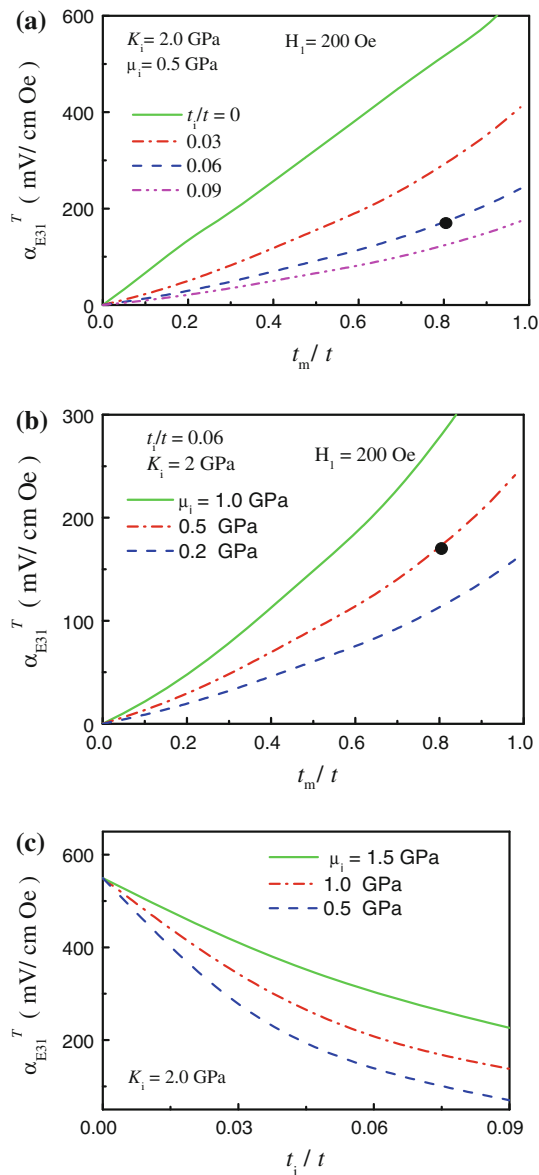 (a)
600
400
200
0
α_E31^T ( mV/ cm Oe )
K_i = 2.0 GPa
μ_i = 0.5 GPa
H_1 = 200 Oe
t_i/t = 0
0.03
0.06
0.09
0.0 0.2 0.4 0.6 0.8 1.0
t_m / t
(b)
300
200
100
0
α_E31^T ( mV/ cm Oe )
t_i/t = 0.06
K_i = 2 GPa
H_1 = 200 Oe
μ_i = 1.0 GPa
0.5 GPa
0.2 GPa
0.0 0.2 0.4 0.6 0.8 1.0
t_m / t
(c)
600
400
200
α_E31^T ( mV/ cm Oe )
μ_i = 1.5 GPa
1.0 GPa
0.5 GPa
K_i = 2.0 GPa
0.00 0.03 0.06 0.09
t_i / t